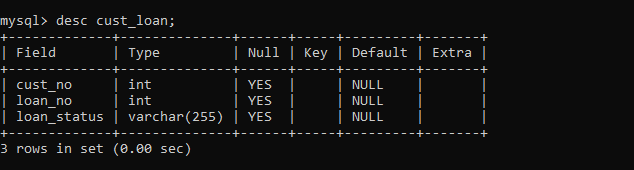 mysql> desc cust_loan;
+-------------+--------------+------+-----+---------+-------+
| Field       | Type         | Null | Key | Default | Extra |
+-------------+--------------+------+-----+---------+-------+
| cust_no     | int          | YES  |     | NULL    |       |
| loan_no     | int          | YES  |     | NULL    |       |
| loan_status | varchar(255) | YES  |     | NULL    |       |
+-------------+--------------+------+-----+---------+-------+
3 rows in set (0.00 sec)